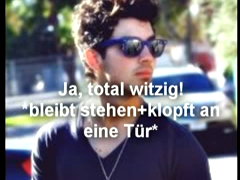 Ja, total witzig!
*bleibt stehen+klopft an
eine Tür*